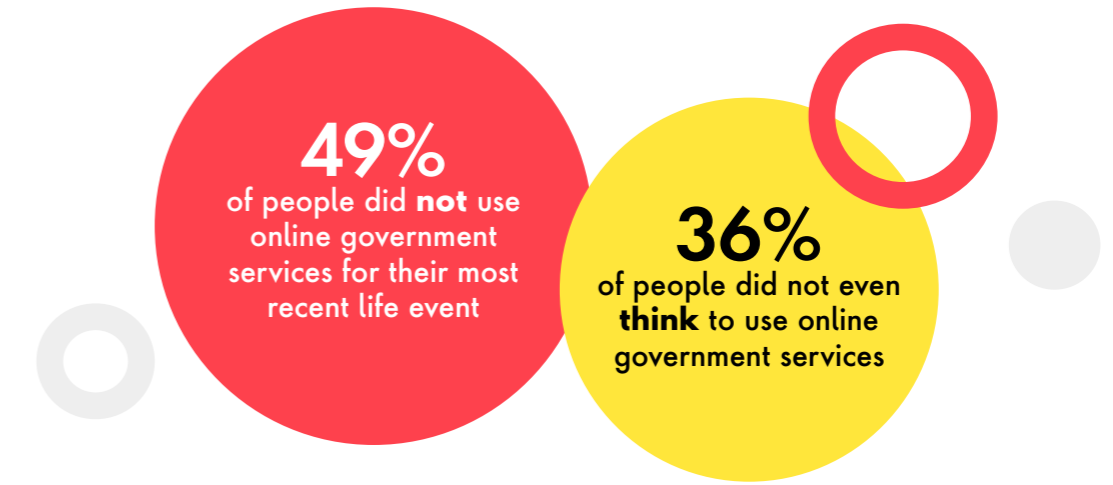 49%
of people did not use
online government
services for their most
recent life event
36%
of people did not even
think to use online
government services